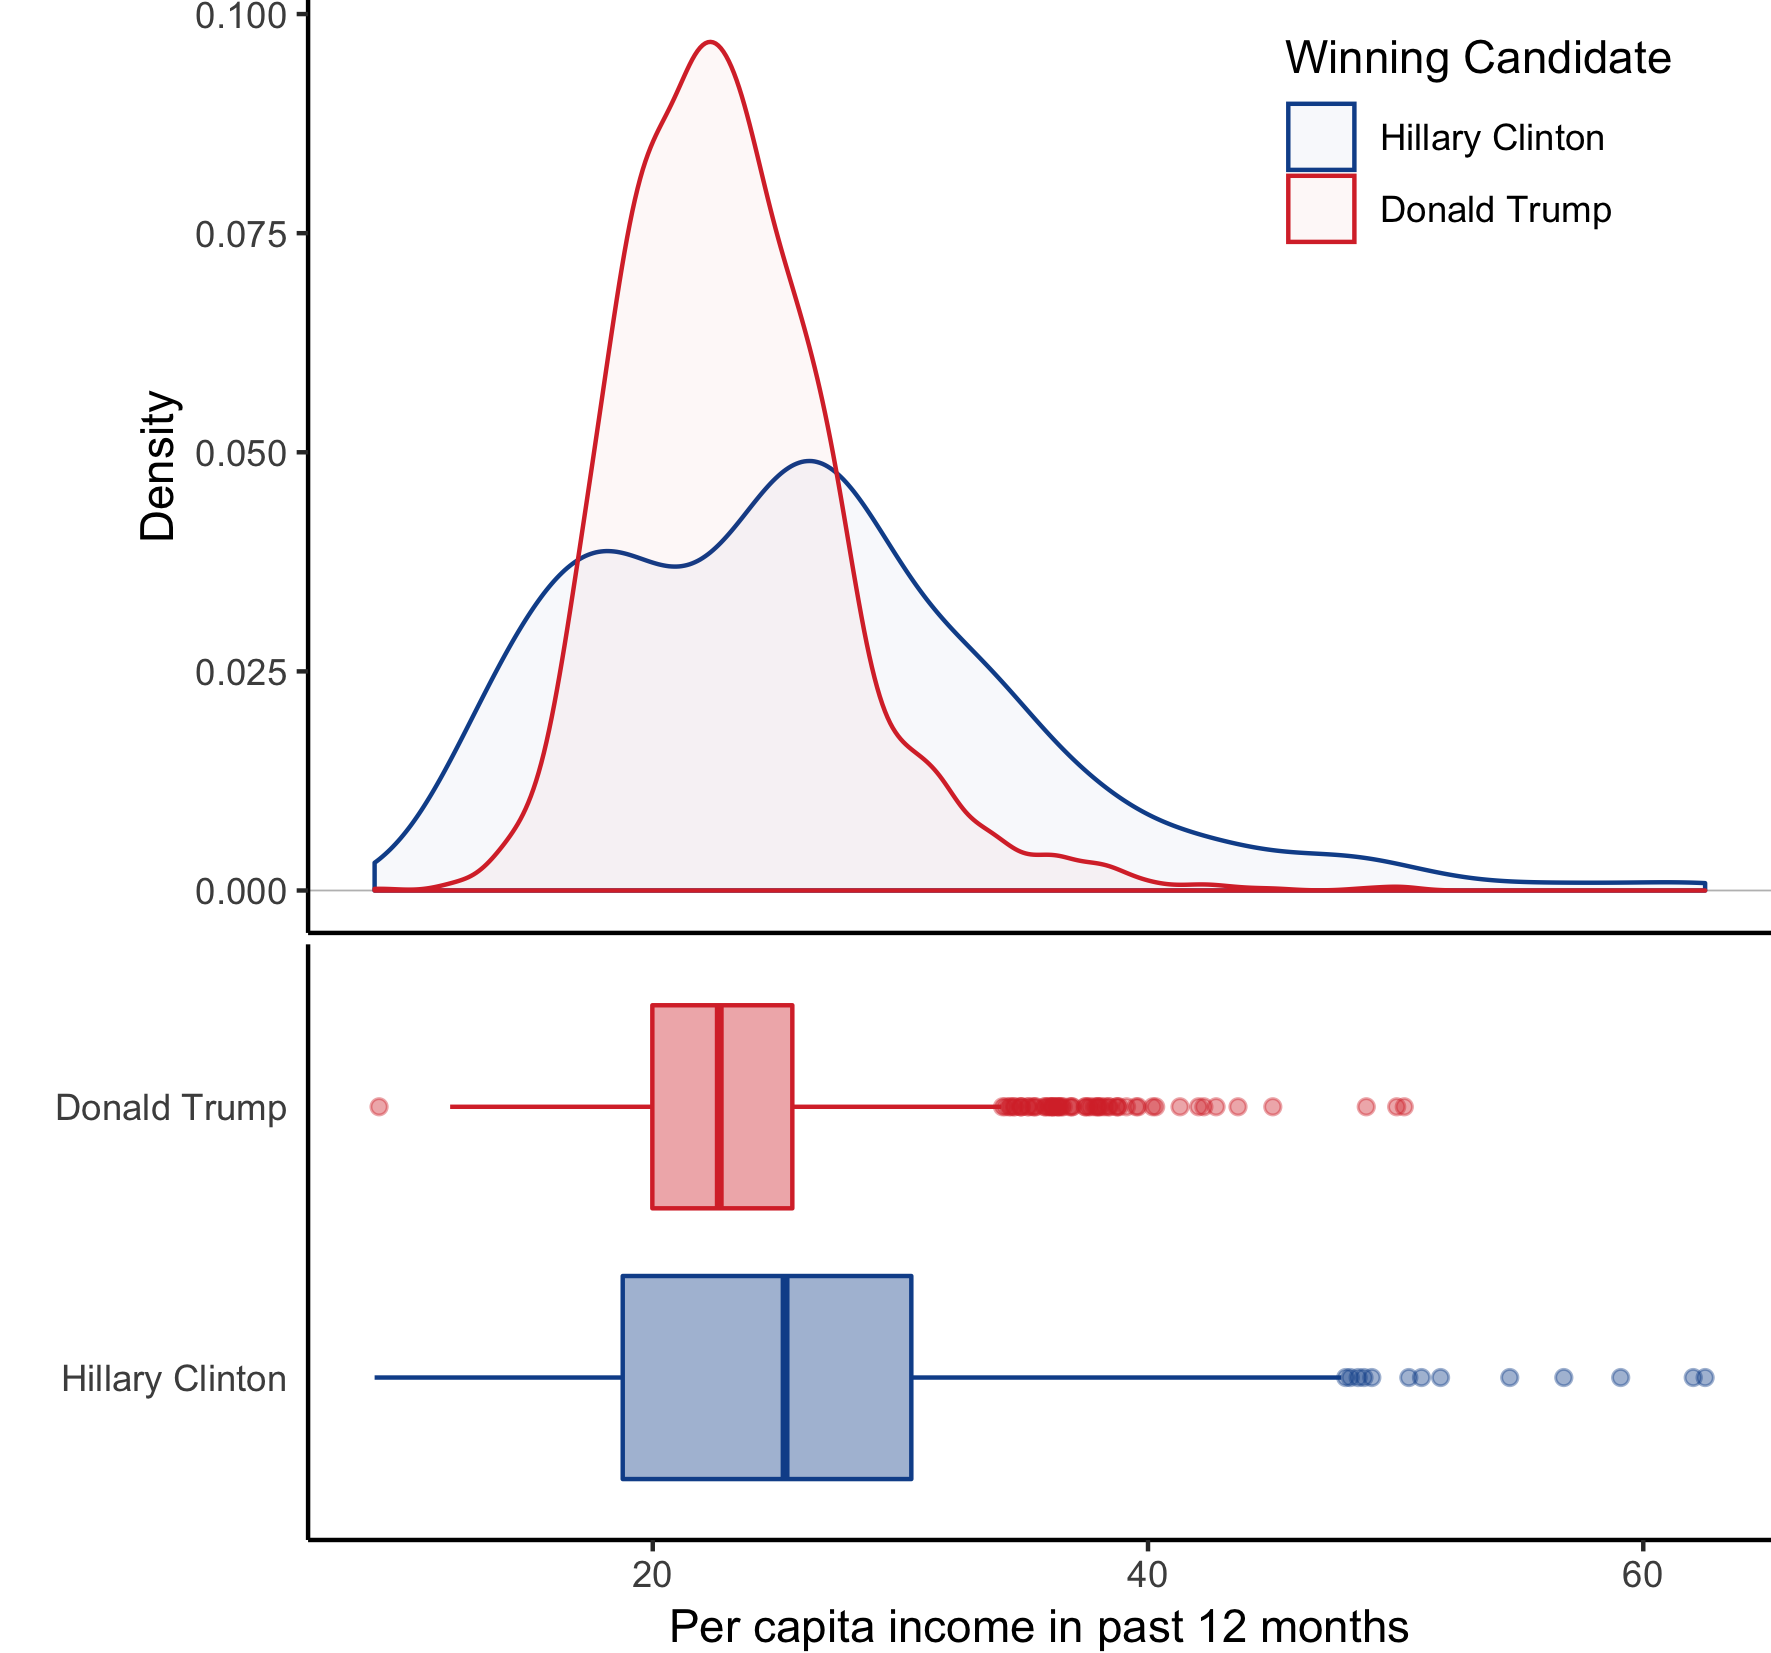 0.100
0.075
0.050
0.025
0.000
Density
Winning Candidate
Hillary Clinton
Donald Trump
Donald Trump
Hillary Clinton
20 40 60
Per capita income in past 12 months